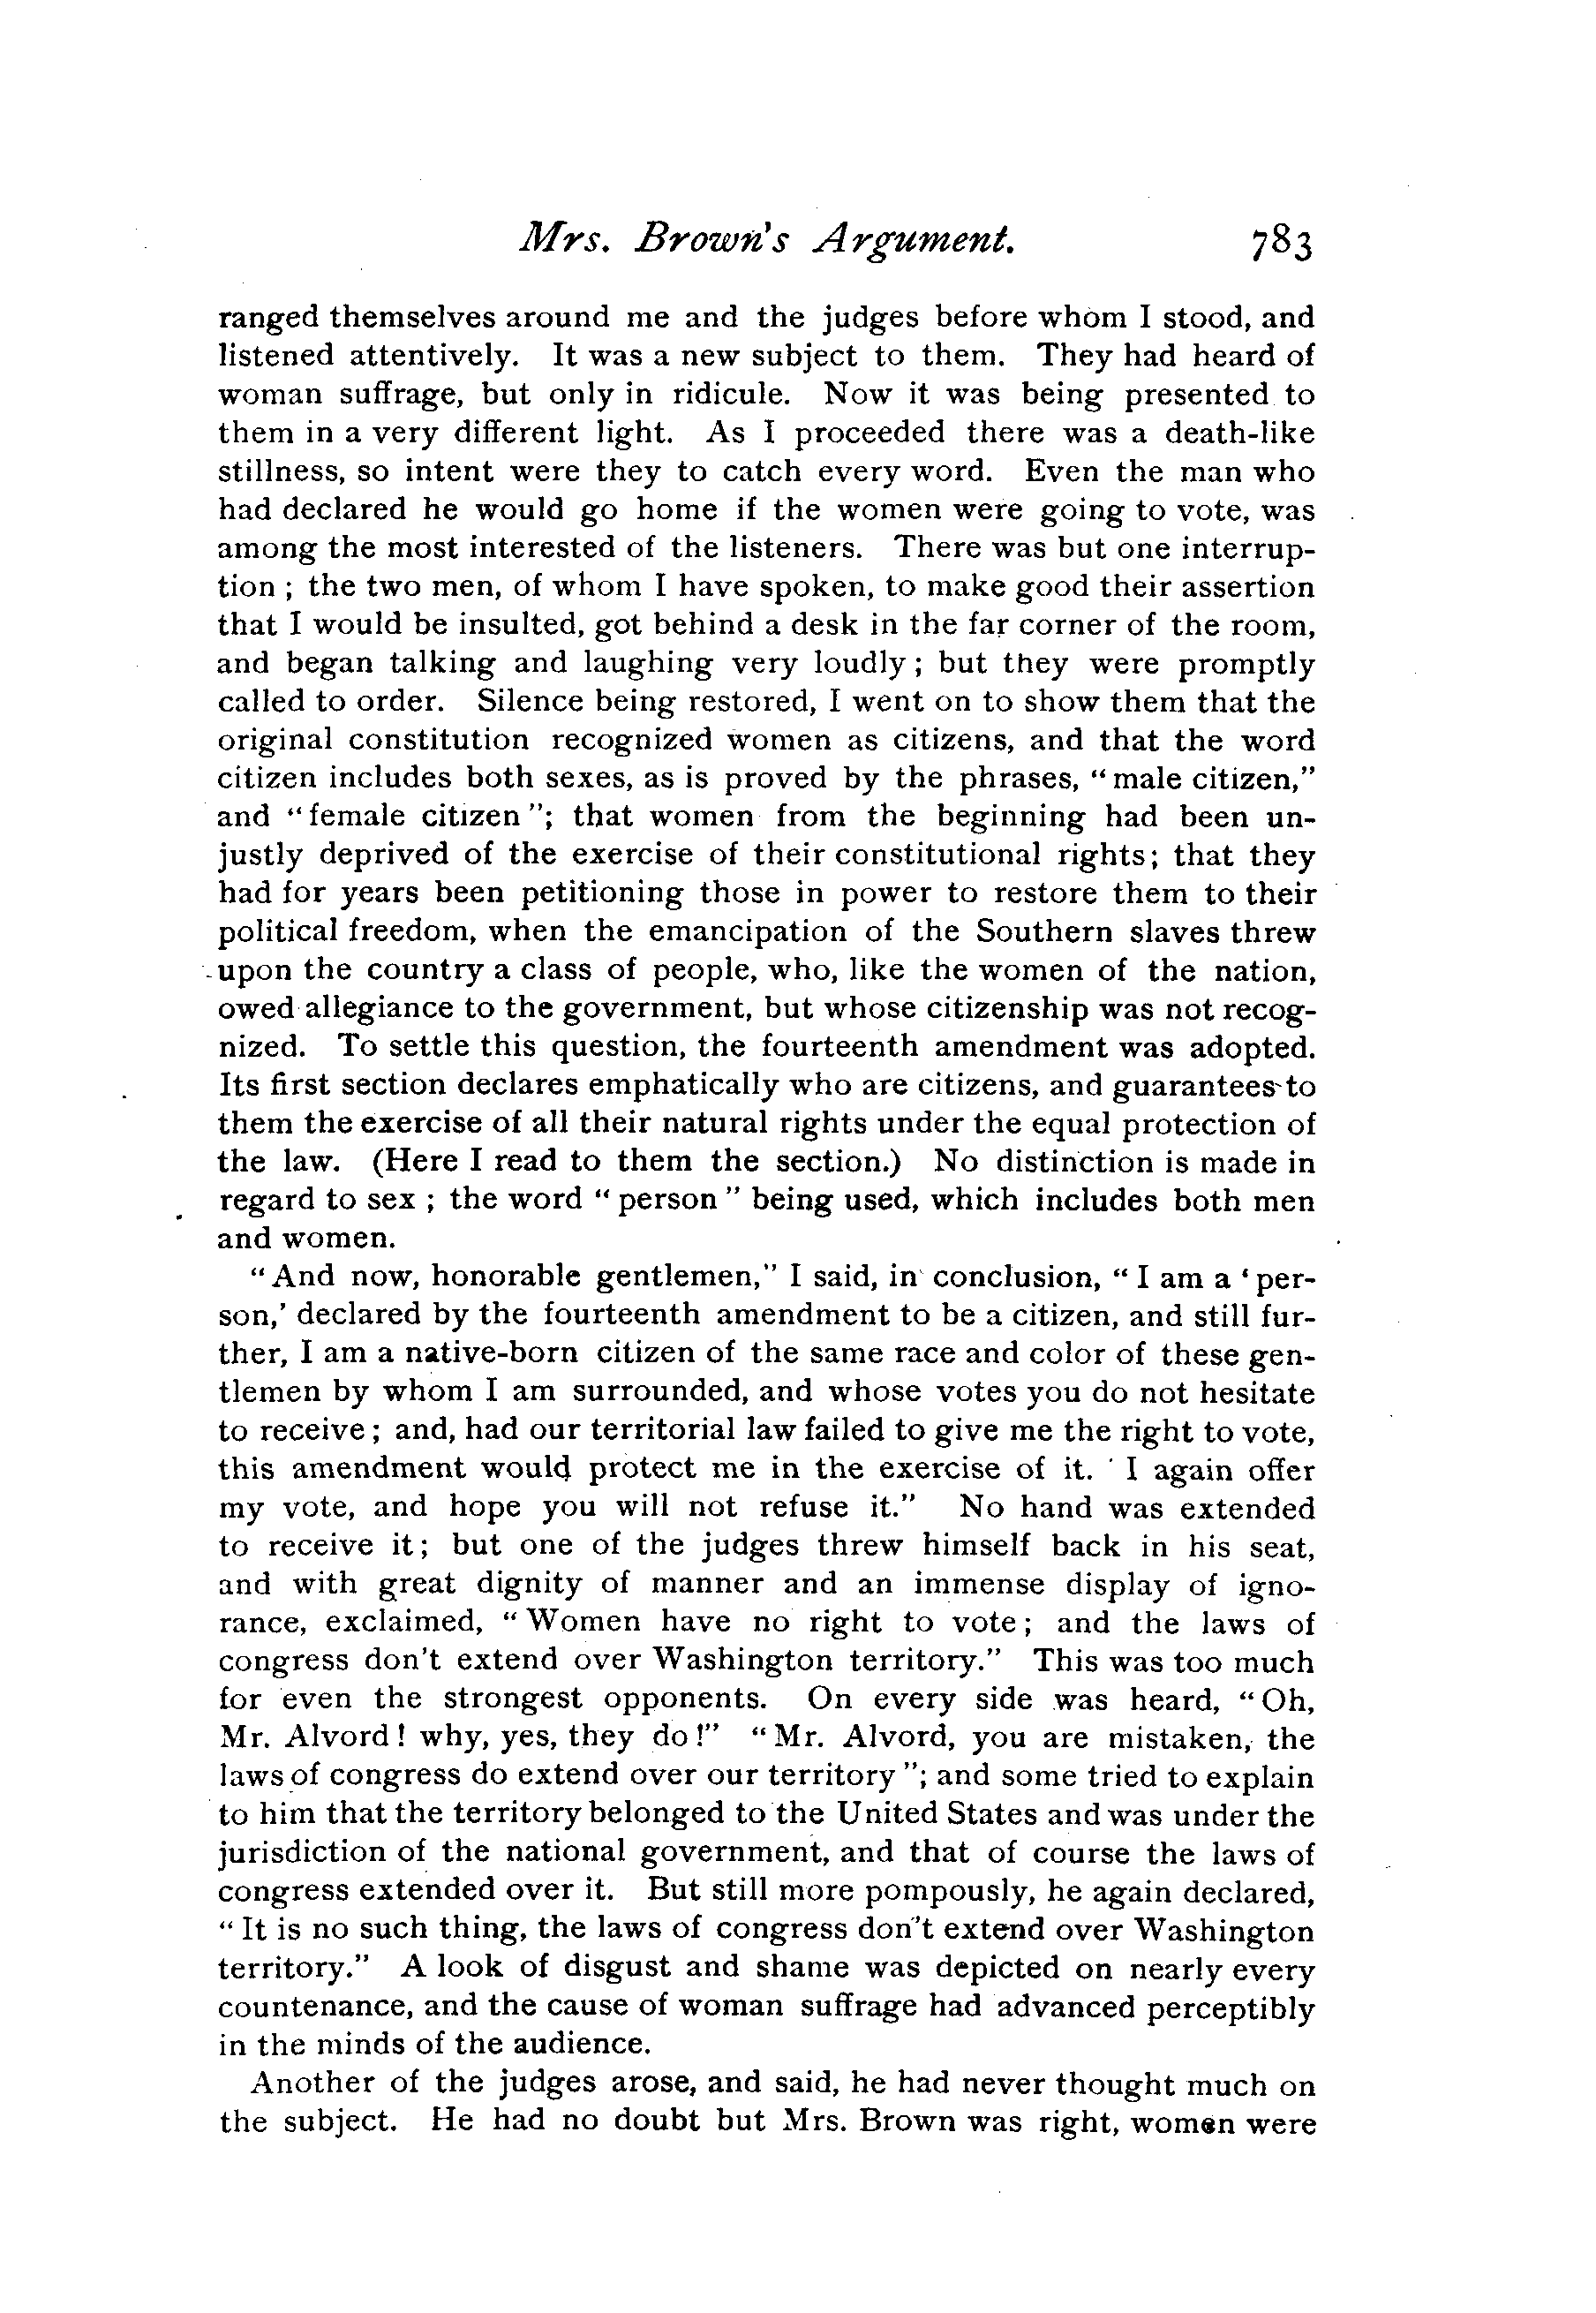 Mrs. Brown's Argument. 783
ranged themselves around me and the judges before whom I stood, and
listened attentively. It was a new subject to them. They had heard of
woman suffrage, but only in ridicule. Now it was being presented to
them in a very different light. As I proceeded there was a death-like
stillness, so intent were they to catch every word. Even the man who
had declared he would go home if the women were going to vote, was
among the most interested of the listeners. There was but one interrup-
tion ; the two men, of whom I have spoken, to make good their assertion
that I would be insulted, got behind a desk in the far corner of the room,
and began talking and laughing very loudly ; but they were promptly
called to order. Silence being restored, I went on to show them that the
original constitution recognized women as citizens, and that the word
citizen includes both sexes, as is proved by the phrases, "male citizen,"
and "female citizen"; that women from the beginning had been un-
justly deprived of the exercise of their constitutional rights; that they
had for years been petitioning those in power to restore them to their
political freedom, when the emancipation of the Southern slaves threw
upon the country a class of people, who, like the women of the nation,
owed allegiance to the government, but whose citizenship was not recog-
nized. To settle this question, the fourteenth amendment was adopted.
Its first section declares emphatically who are citizens, and guarantees to
them the exercise of all their natural rights under the equal protection of
the law. (Here I read to them the section.) No distinction is made in
regard to sex ; the word "person" being used, which includes both men
and women.
"And now, honorable gentlemen," I said, in conclusion, "I am a 'per-
son,' declared by the fourteenth amendment to be a citizen, and still fur-
ther, I am a native-born citizen of the same race and color of these gen-
tlemen by whom I am surrounded, and whose votes you do not hesitate
to receive ; and, had our territorial law failed to give me the right to vote,
this amendment would protect me in the exercise of it. I again offer
my vote, and hope you will not refuse it." No hand was extended
to receive it; but one of the judges threw himself back in his seat,
and with great dignity of manner and an immense display of igno-
rance, exclaimed, "Women have no right to vote; and the laws of
congress don't extend over Washington territory." This was too much
for even the strongest opponents. On every side was heard, "Oh,
Mr. Alvord ! why, yes, they do !" "Mr. Alvord, you are mistaken, the
laws of congress do extend over our territory"; and some tried to explain
to him that the territory belonged to the United States and was under the
jurisdiction of the national government, and that of course the laws of
congress extended over it. But still more pompously, he again declared,
"It is no such thing, the laws of congress don't extend over Washington
territory." A look of disgust and shame was depicted on nearly every
countenance, and the cause of woman suffrage had advanced perceptibly
in the minds of the audience.
Another of the judges arose, and said, he had never thought much on
the subject. He had no doubt but Mrs. Brown was right, women were